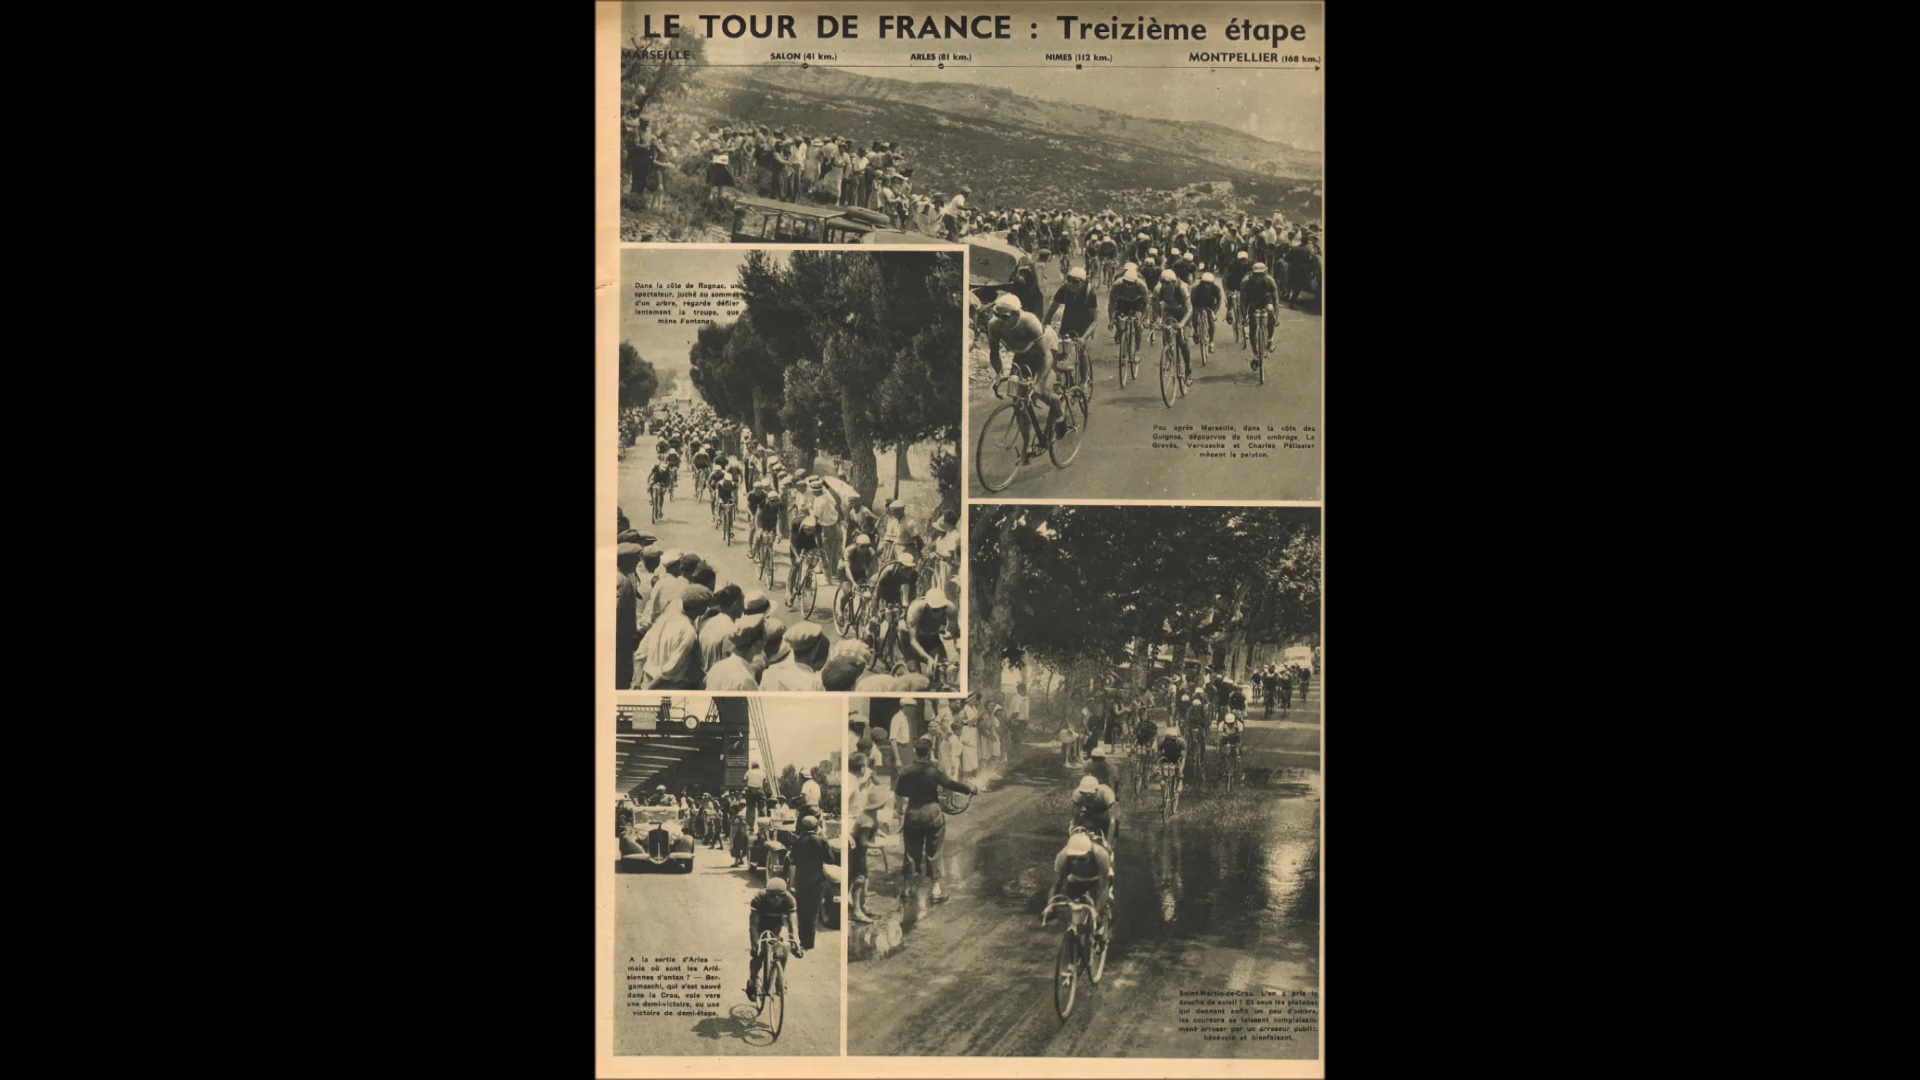 LE TOUR DE FRANCE : Treizième étape
MARSEILLE SALON (41 km.) ARLES (81 km.) NIMES (112 km.) MONTPELLIER (168 km.)
Dans la côte de Rognac, un
spectateur, juché au sommet
d'un arbre, regarde défiler
lentement la troupe, que
mène Fontenay.
Peu après Marseille, dans la côte des
Guignes, dépourvue de tout ombrage, Le
Grevès, Vervaecke et Charles Pélissier
mènent le peloton.
A la sortie d'Arles —
mais où sont les Arlé-
siennes d'antan ? — Ber-
gamaschi, qui s'est sauvé
dans la Crau, vole vers
une demi-victoire, ou une
victoire de demi-étape.
Saint-Martin-de-Crau. L'on a pris la
douche de soleil ! Et sous les platanes
qui donnent enfin un peu d'ombre,
les coureurs se laissent complaisam-
ment arroser par un arroseur public,
bénévole et bienfaisant.